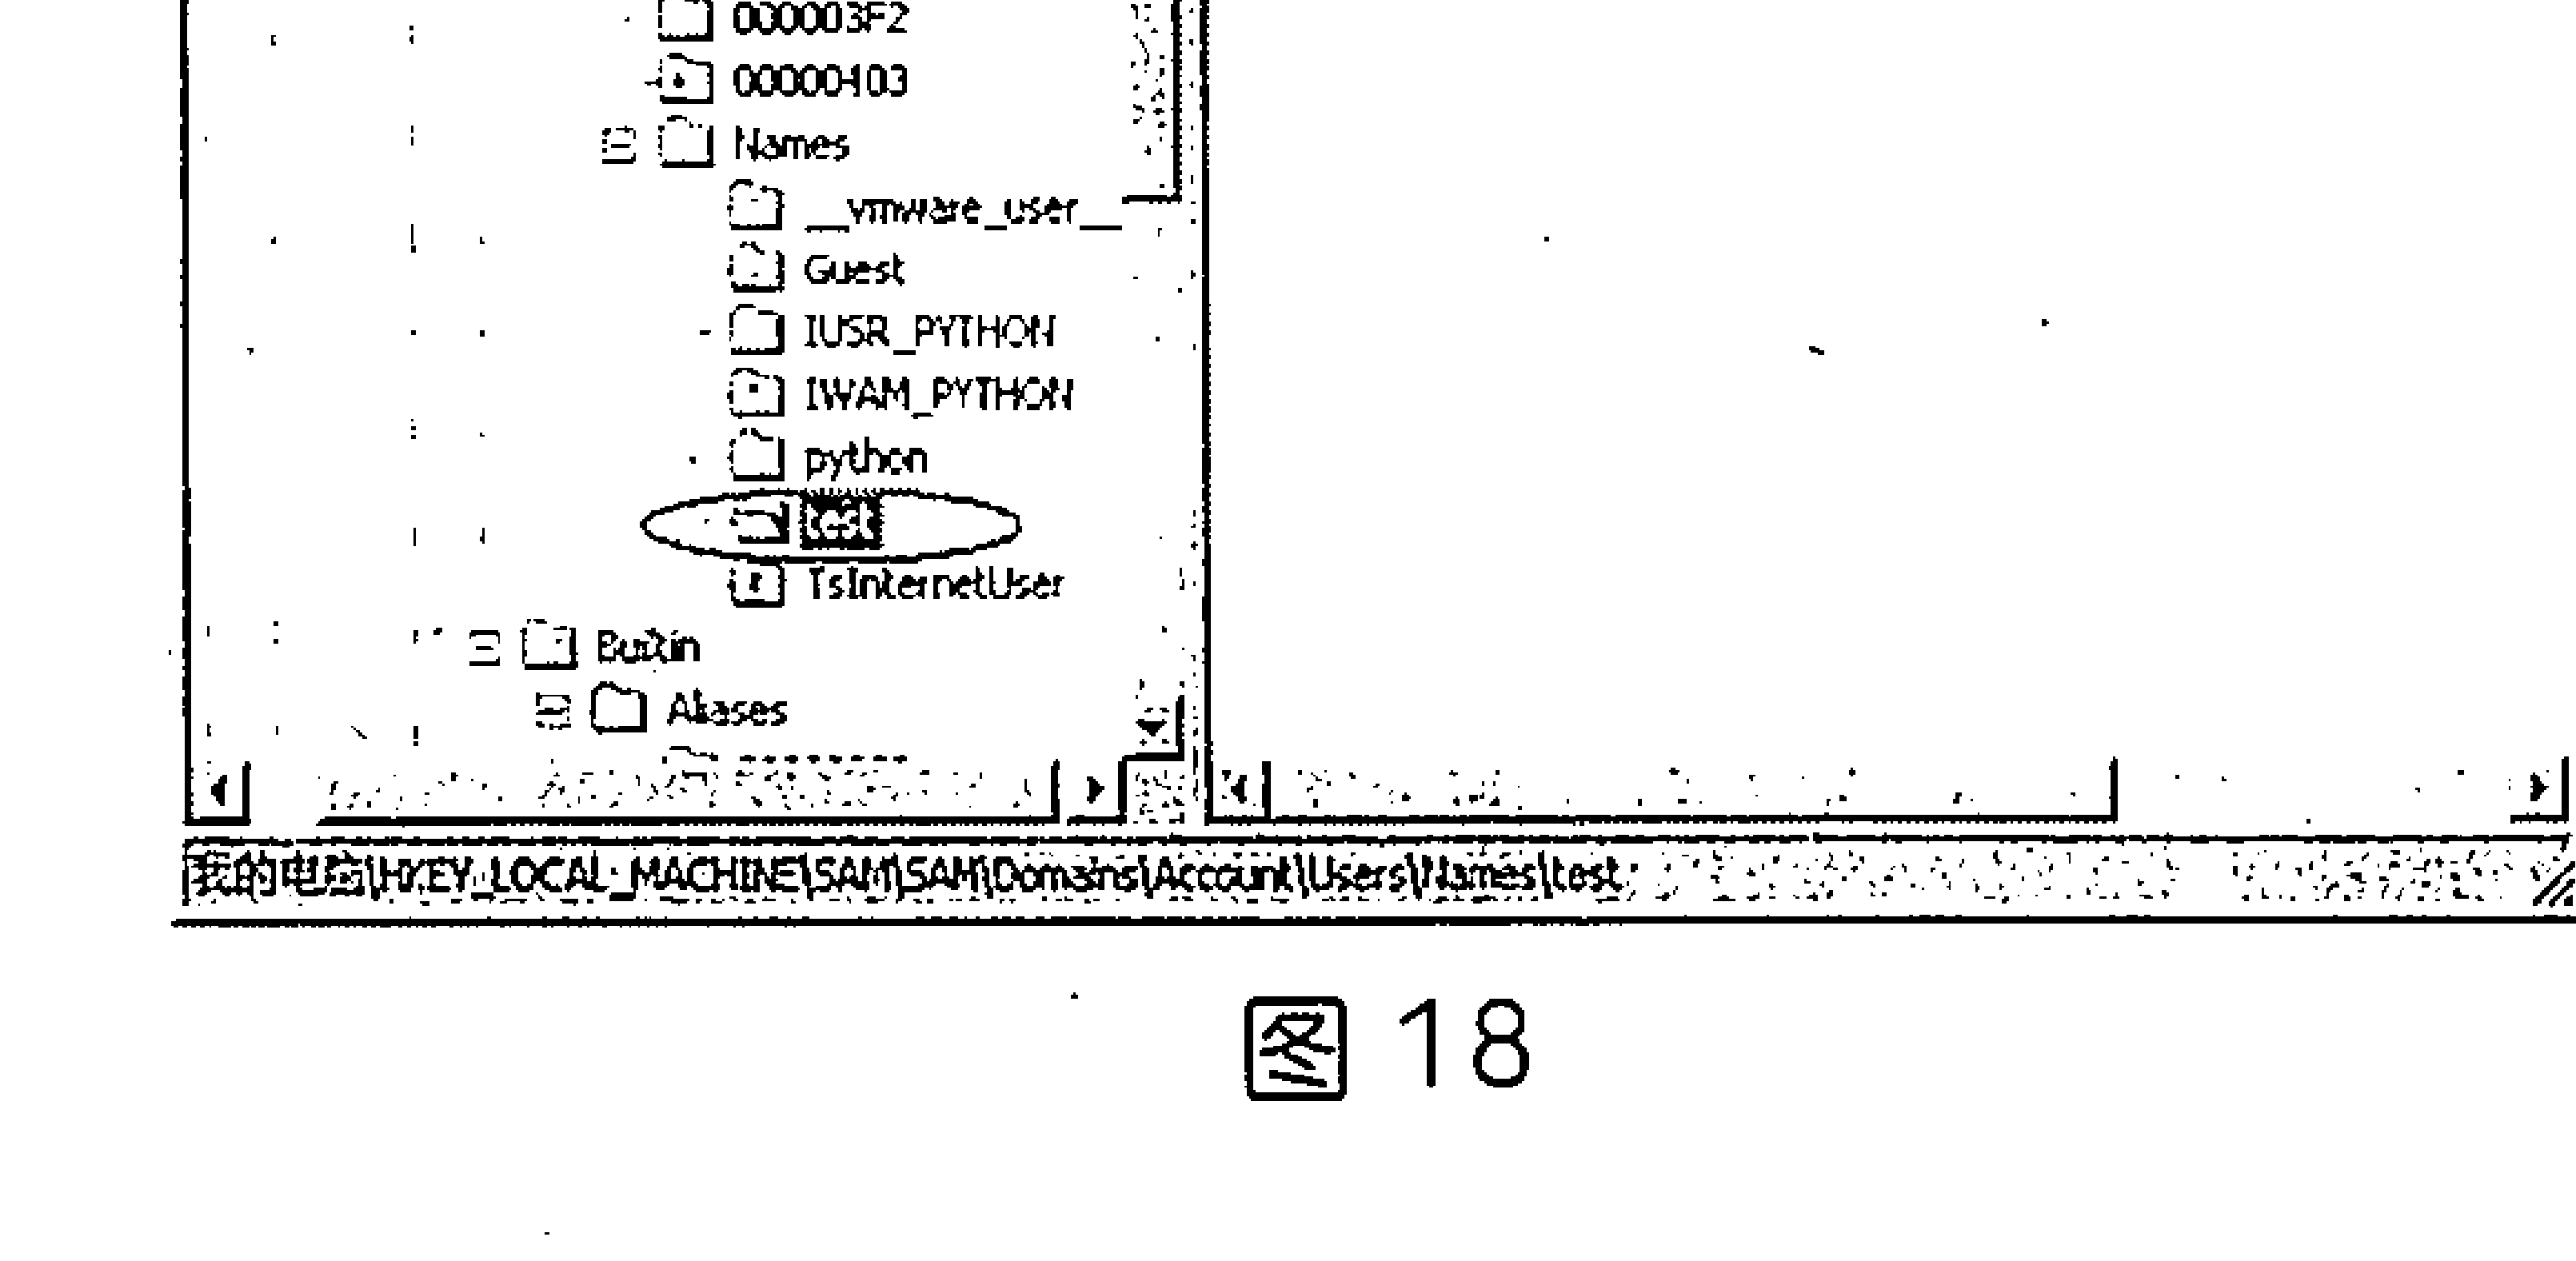 000003F2
00000403
Names
__vmware_user__
Guest
IUSR_PYTHON
IWAM_PYTHON
python
test
TsInternetUser
Builtin
Aliases
我的电脑\HKEY_LOCAL_MACHINE\SAM\SAM\Domains\Account\Users\Names\test
图 18